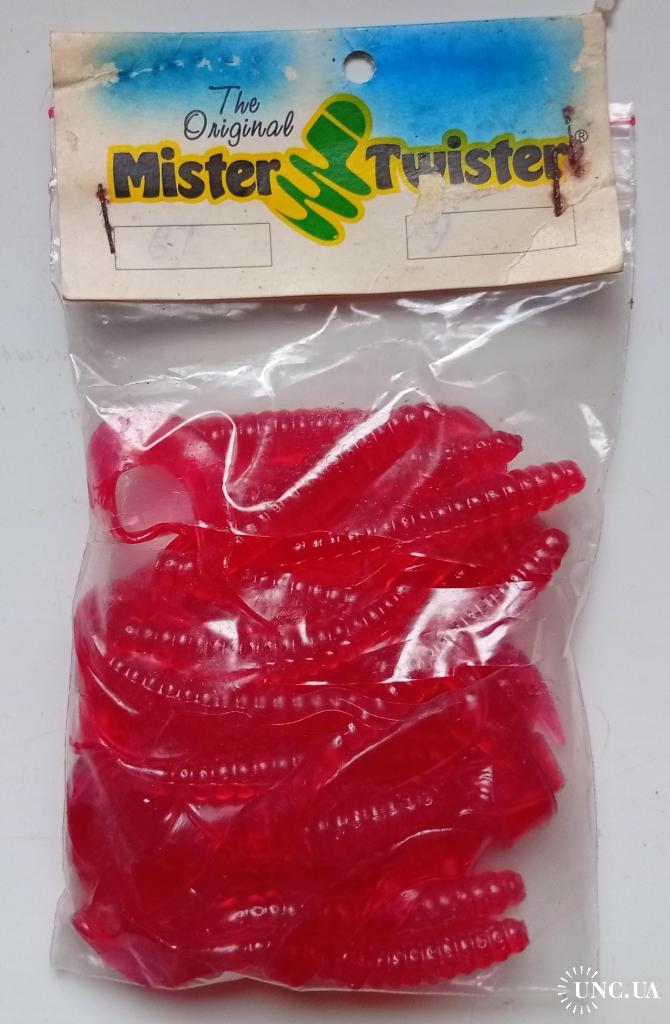 The
Original
Mister Twister®
UNC.UA